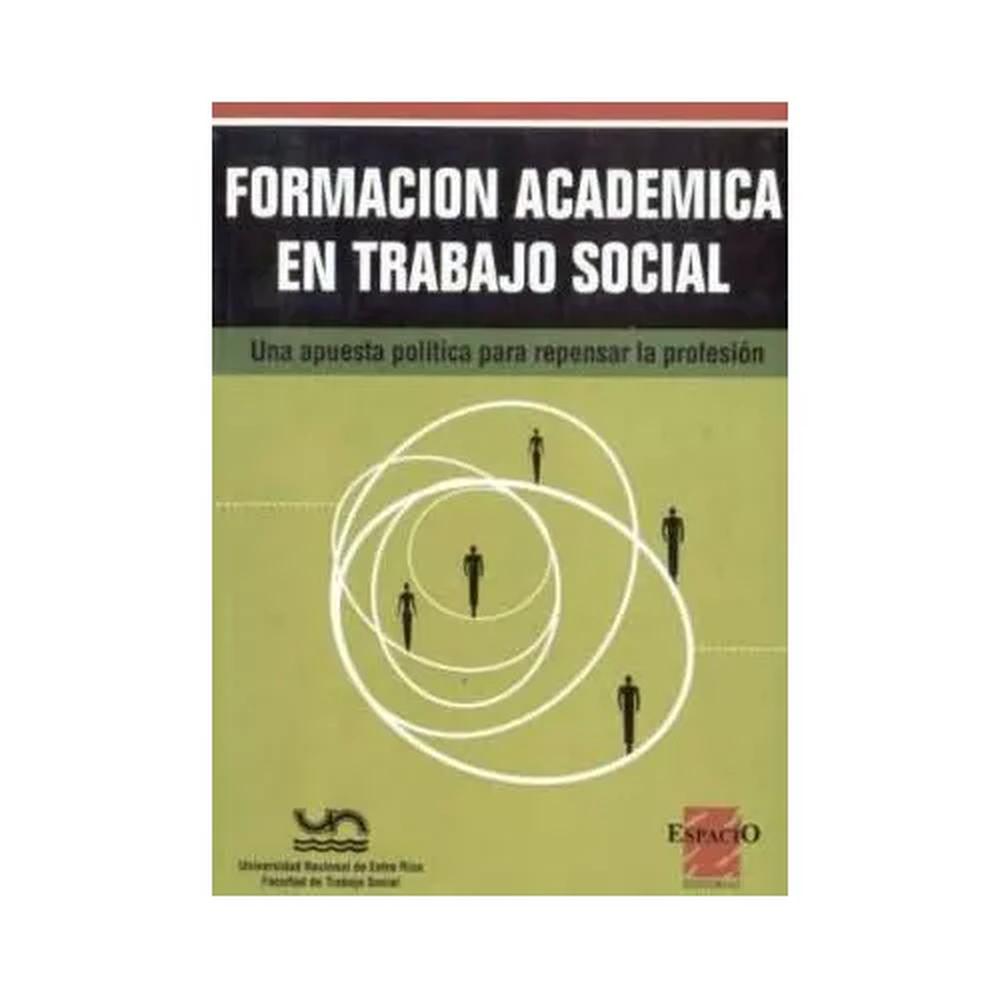 FORMACION ACADEMICA
EN TRABAJO SOCIAL
Una apuesta política para repensar la profesión
un
ESPACIO
Universidad Nacional de Entre Ríos
Facultad de Trabajo Social